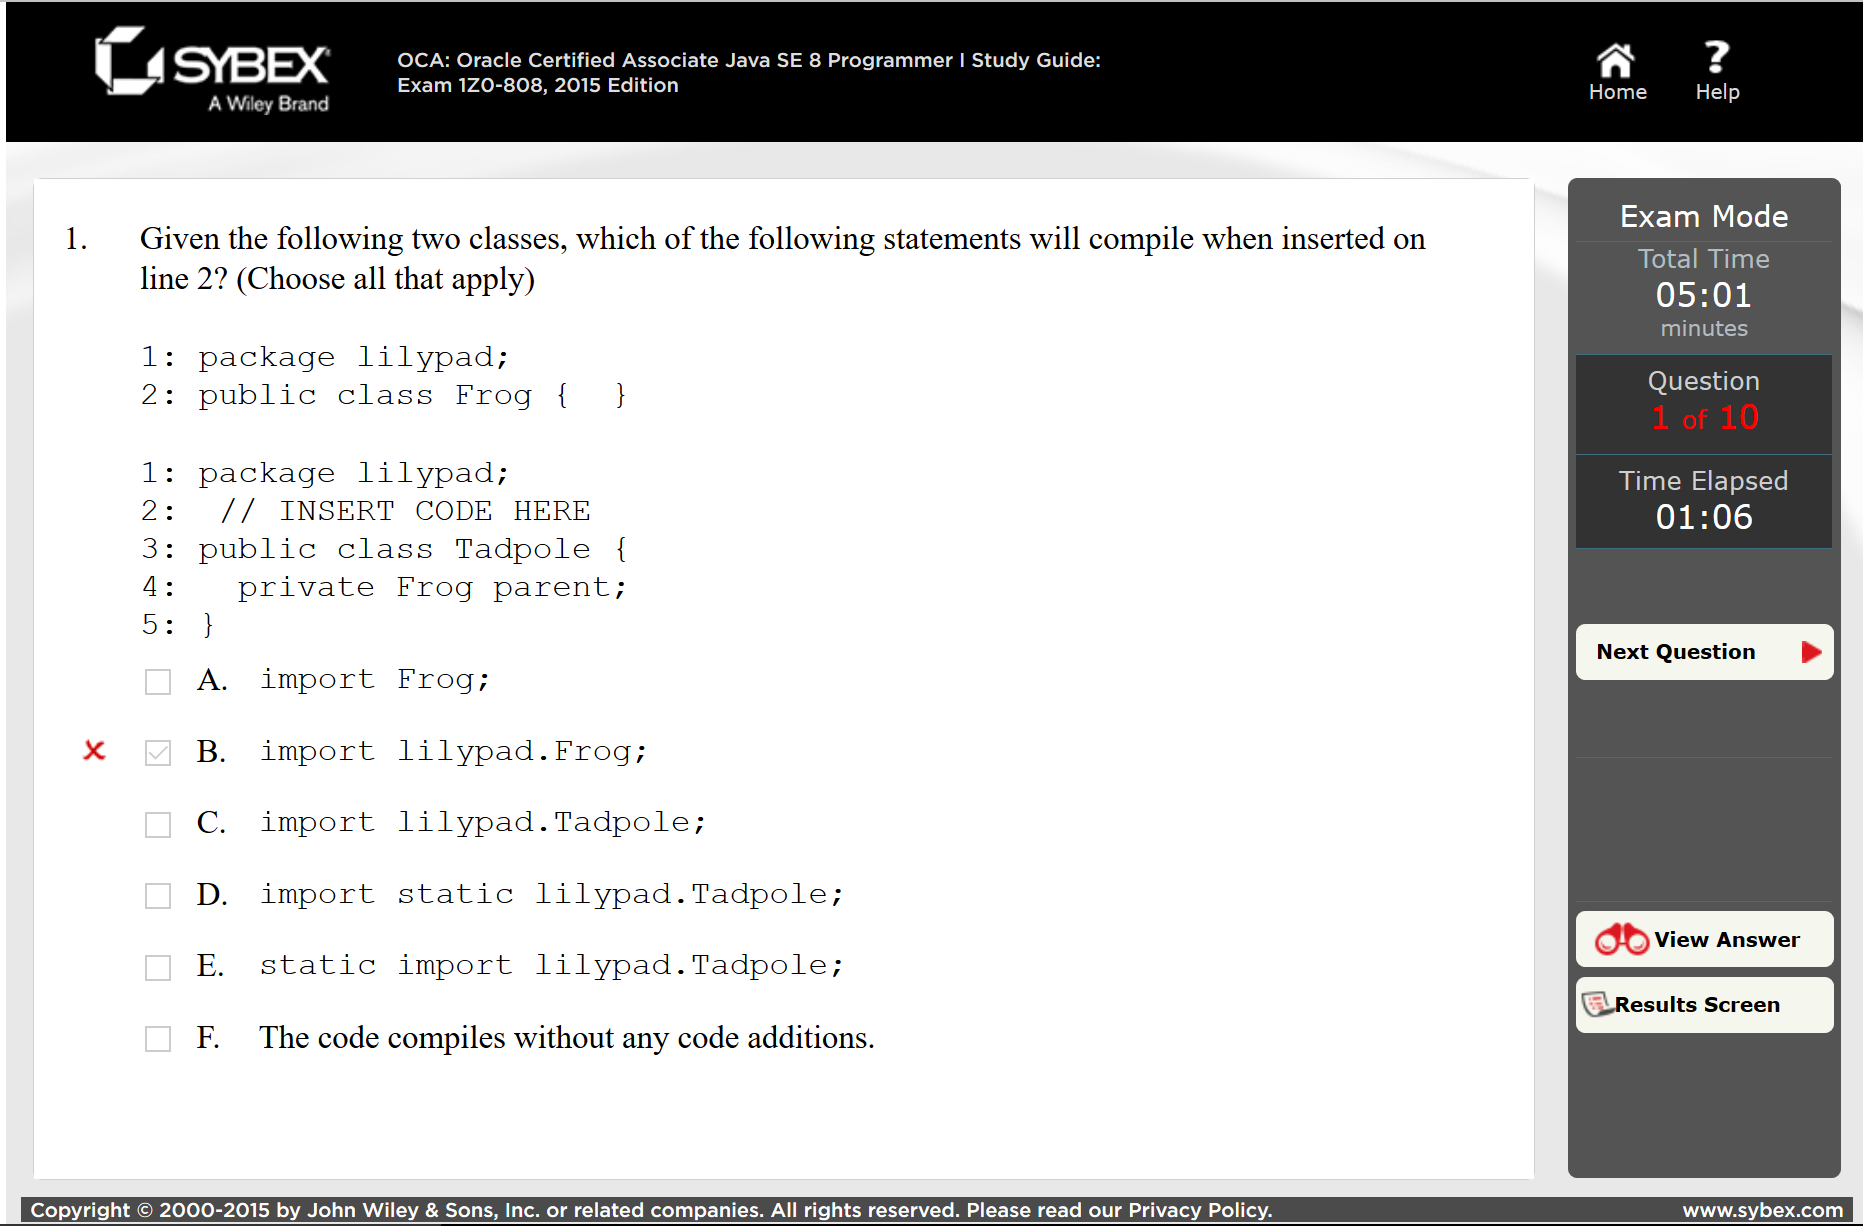 SYBEX
A Wiley Brand
OCA: Oracle Certified Associate Java SE 8 Programmer I Study Guide:
Exam 1Z0-808, 2015 Edition
Home
Help
1. Given the following two classes, which of the following statements will compile when inserted on
line 2? (Choose all that apply)
1: package lilypad;
2: public class Frog {  }
1: package lilypad;
2:  // INSERT CODE HERE
3: public class Tadpole {
4:   private Frog parent;
5: }
A. import Frog;
B. import lilypad.Frog;
C. import lilypad.Tadpole;
D. import static lilypad.Tadpole;
E. static import lilypad.Tadpole;
F. The code compiles without any code additions.
Exam Mode
Total Time
05:01
minutes
Question
1 of 10
Time Elapsed
01:06
Next Question
View Answer
Results Screen
Copyright © 2000-2015 by John Wiley & Sons, Inc. or related companies. All rights reserved. Please read our Privacy Policy.
www.sybex.com